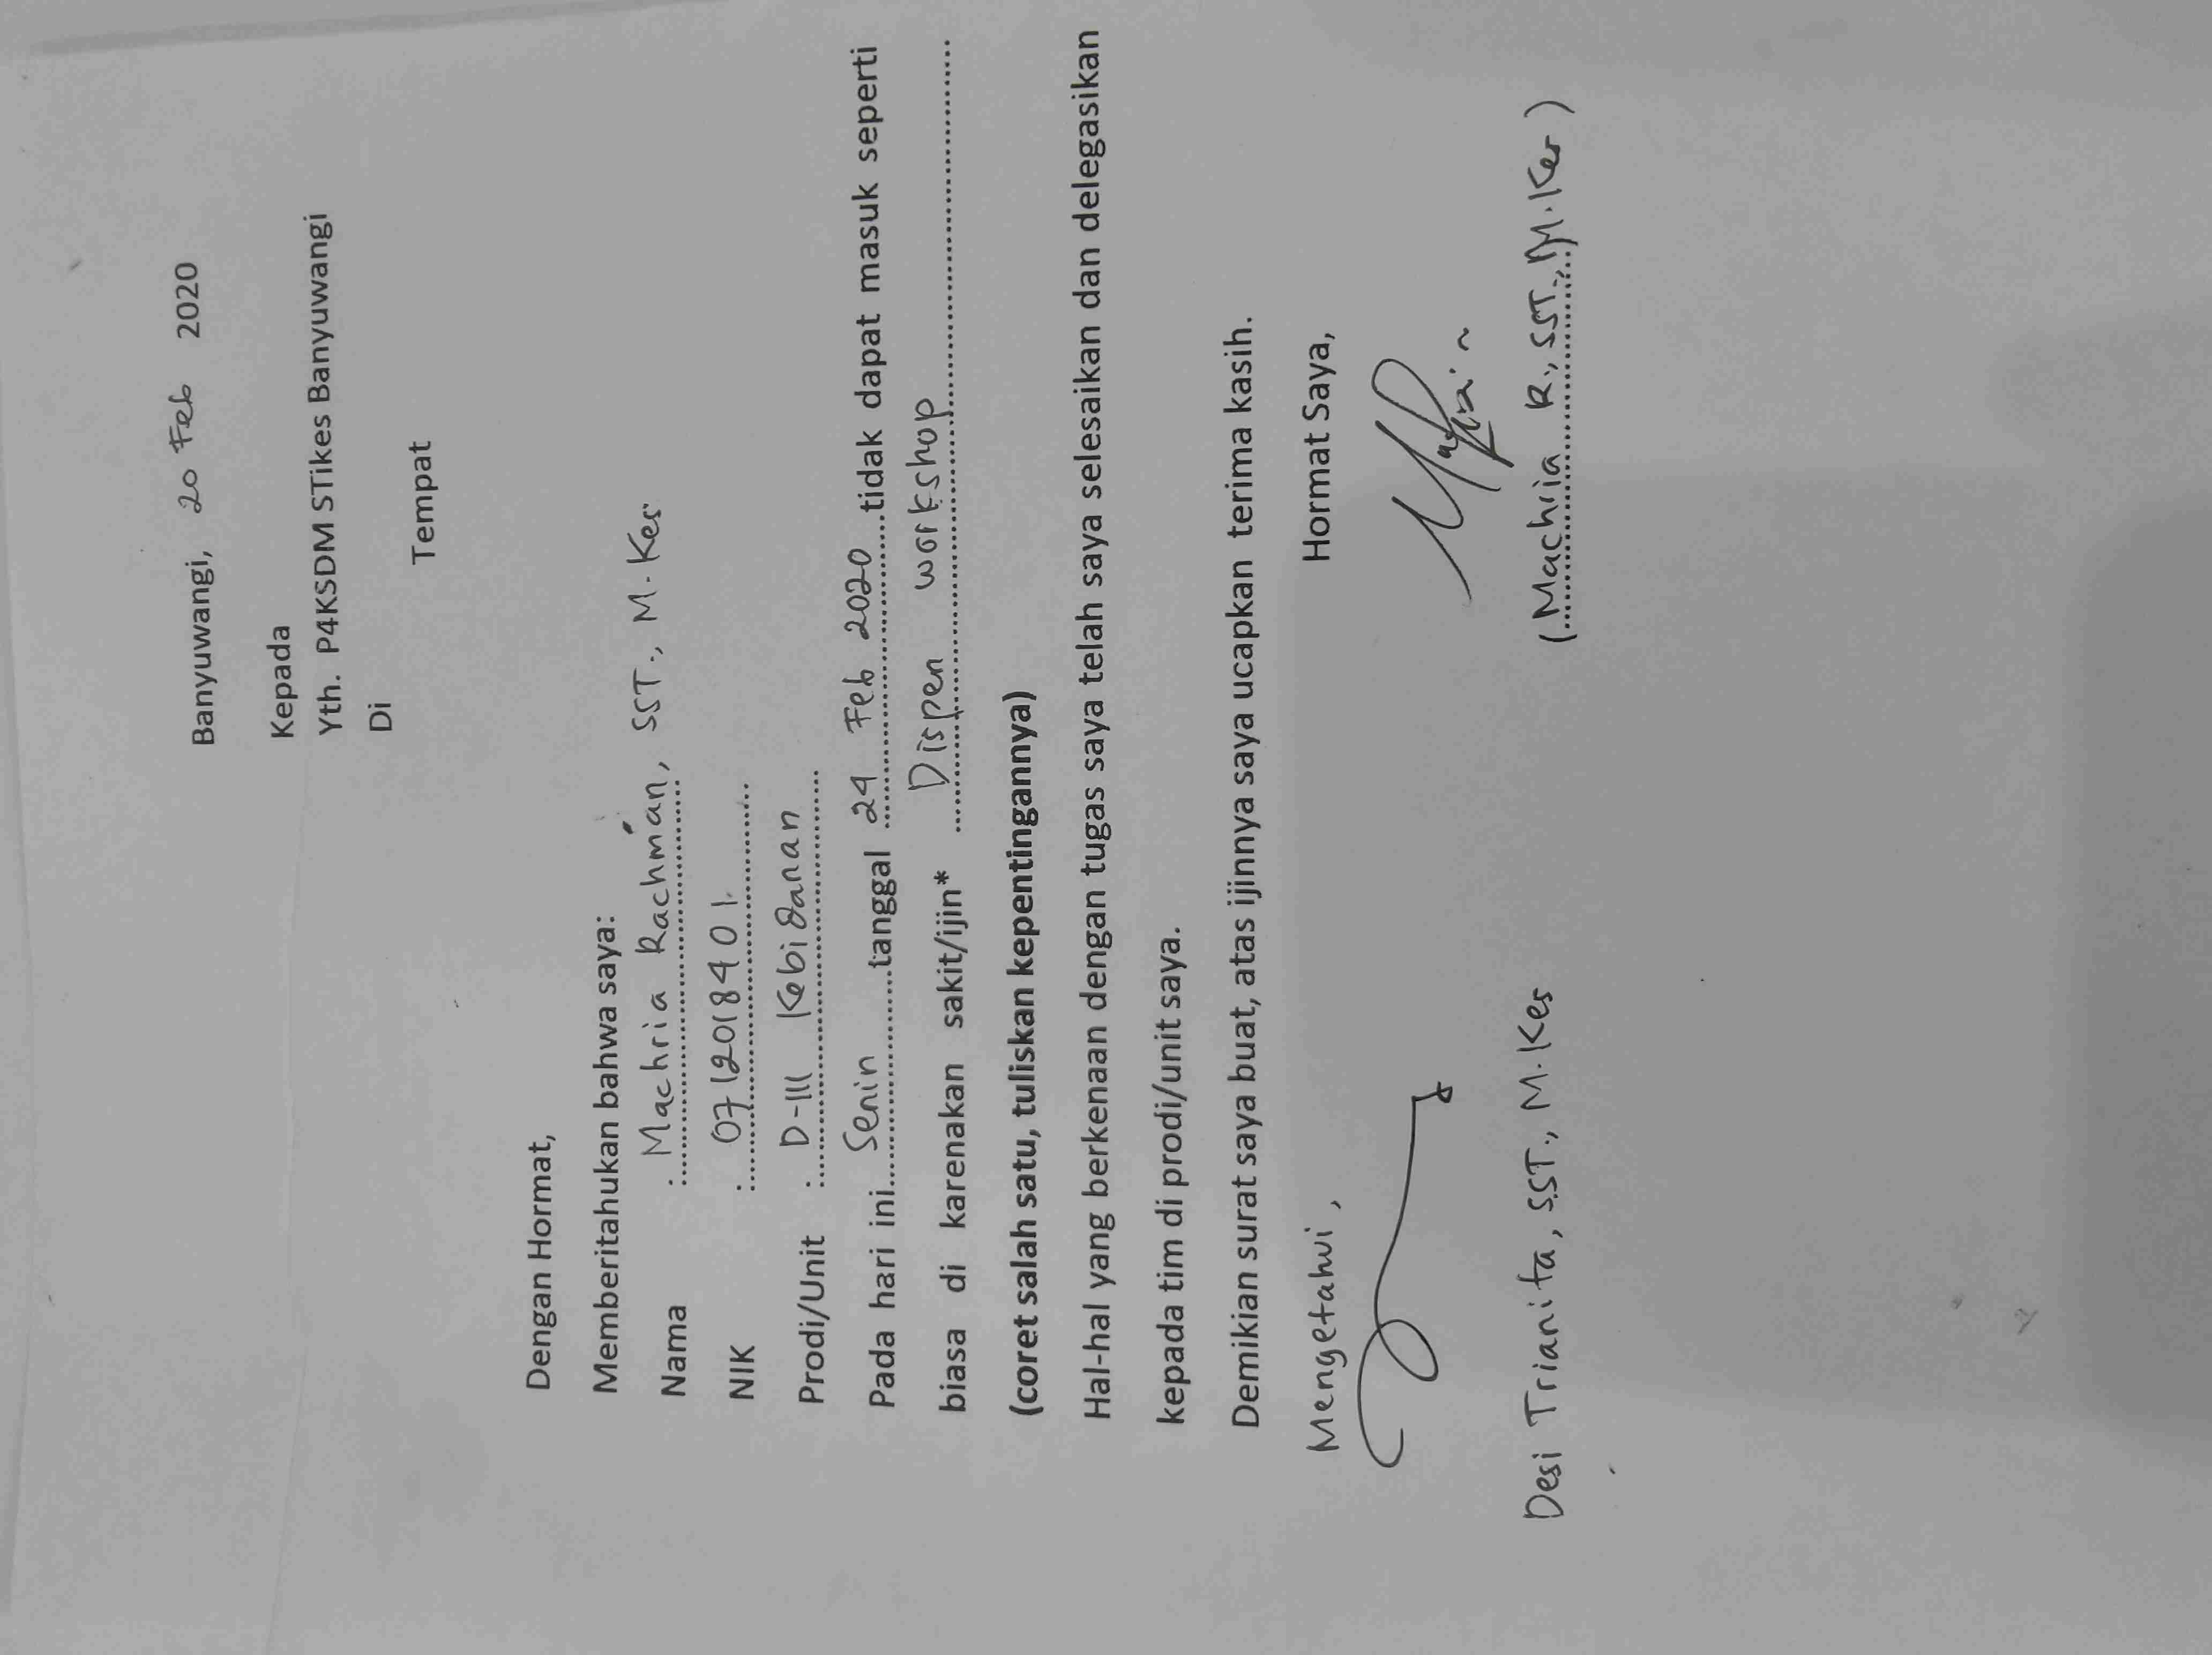 Banyuwangi, 20 Feb 2020
Kepada
Yth. P4KSDM STikes Banyuwangi
Di
Tempat
Dengan Hormat,
Memberitahukan bahwa saya:
Nama : Machria Rachman, SST., M.Kes
NIK : 0712018401
Prodi/Unit : D-III Kebidanan
Pada hari ini Senin tanggal 24 Feb 2020 tidak dapat masuk seperti
biasa di karenakan sakit/ijin* Dispen workshop
(coret salah satu, tuliskan kepentingannya)
Hal-hal yang berkenaan dengan tugas saya telah saya selesaikan dan delegasikan
kepada tim di prodi/unit saya.
Demikian surat saya buat, atas ijinnya saya ucapkan terima kasih.
Mengetahui, Hormat Saya,
Desi Trianita, SST., M.Kes (Machria R., SST., M.Kes)